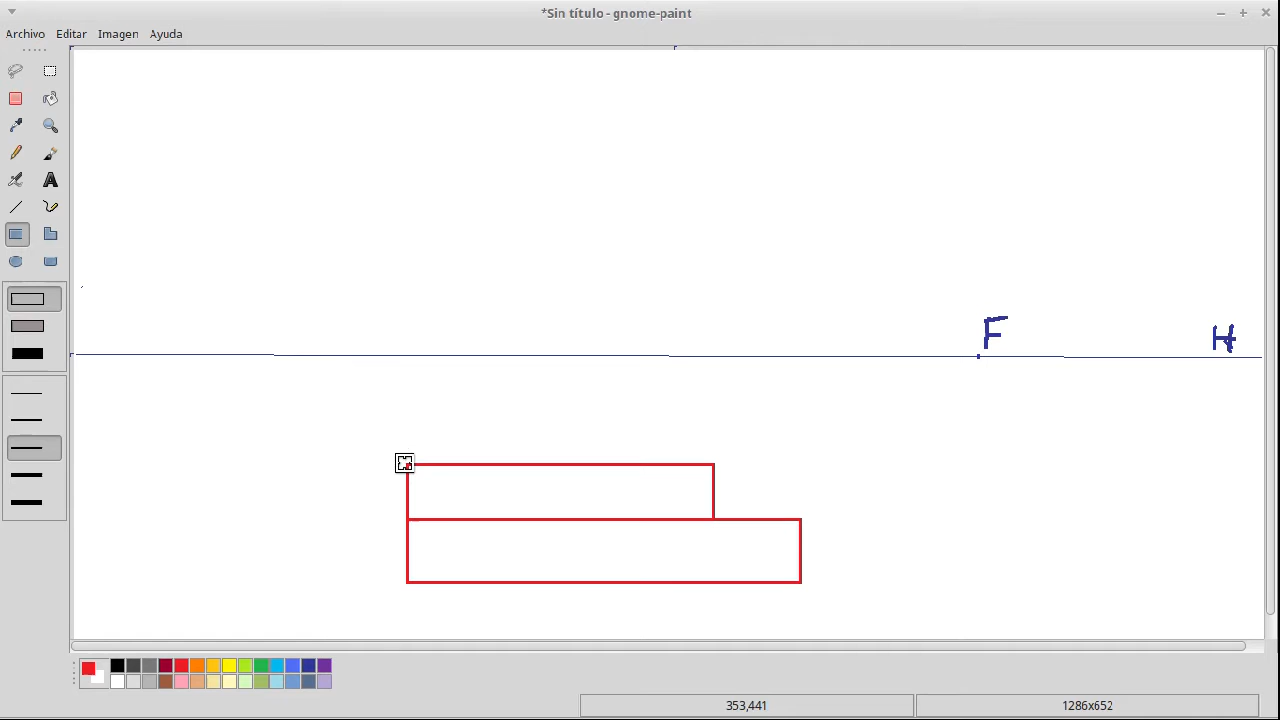 *Sin título - gnome-paint
Archivo Editar Imagen Ayuda
A
F
H
353,441 1286x652